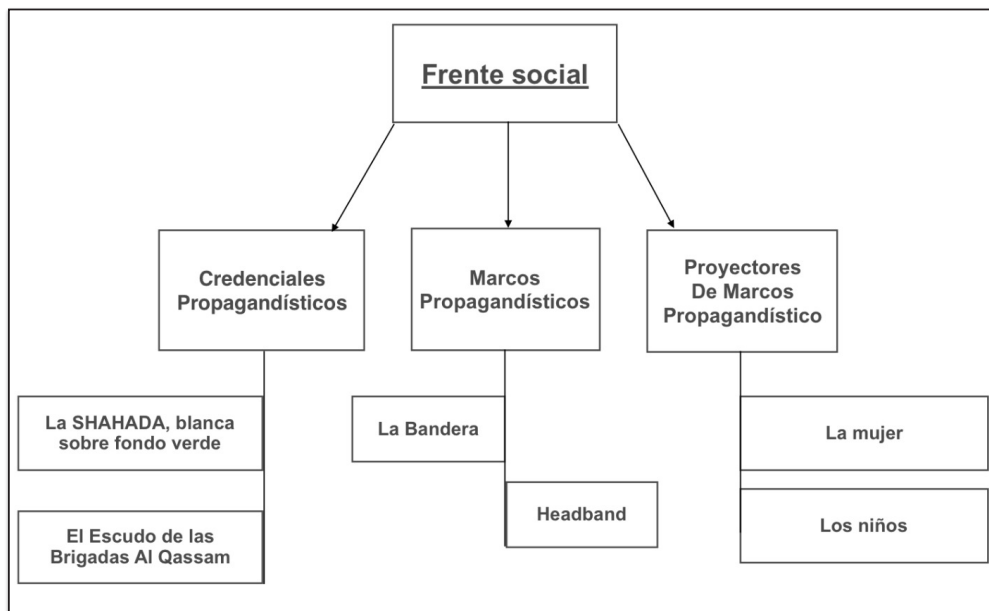 Frente social
Credenciales
Propagandísticos
Marcos
Propagandísticos
Proyectores
De Marcos
Propagandístico
La SHAHADA, blanca
sobre fondo verde
La Bandera
La mujer
El Escudo de las
Brigadas Al Qassam
Headband
Los niños